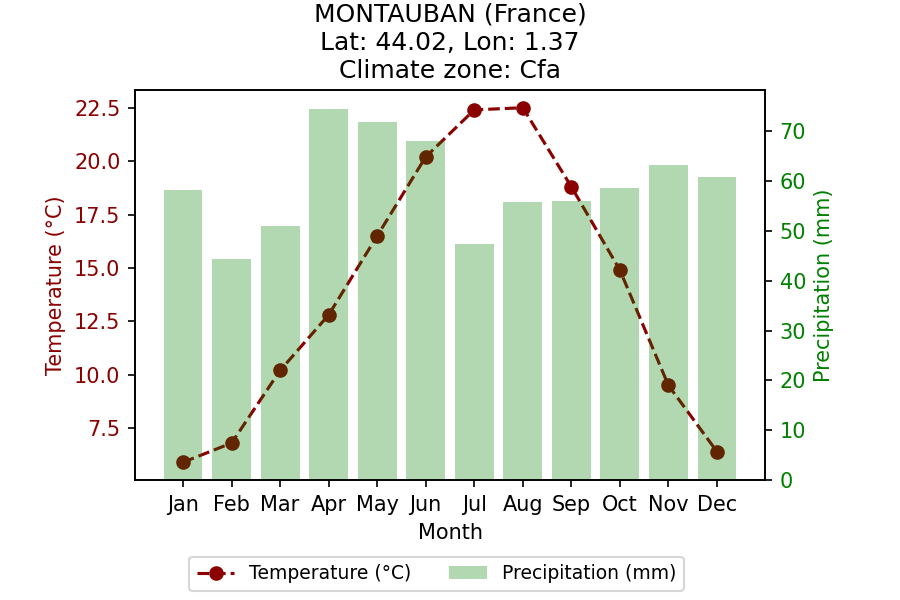 MONTAUBAN (France)
Lat: 44.02, Lon: 1.37
Climate zone: Cfa
Temperature (°C)
22.5
20.0
17.5
15.0
12.5
10.0
7.5
70
60
50
40
30
20
10
0
Precipitation (mm)
Jan Feb Mar Apr May Jun Jul Aug Sep Oct Nov Dec
Month
Temperature (°C) Precipitation (mm)